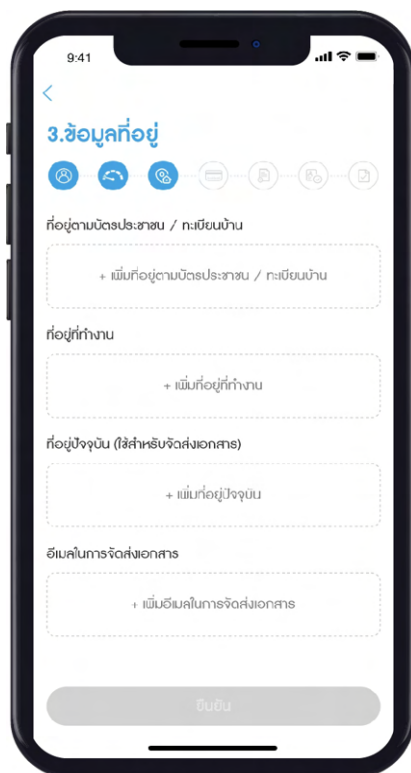 9:41
3.ข้อมูลที่อยู่
ที่อยู่ตามบัตรประชาชน / ทะเบียนบ้าน
+ เพิ่มที่อยู่ตามบัตรประชาชน / ทะเบียนบ้าน
ที่อยู่ที่ทำงาน
+ เพิ่มที่อยู่ที่ทำงาน
ที่อยู่ปัจจุบัน (ใช้สำหรับจัดส่งเอกสาร)
+ เพิ่มที่อยู่ปัจจุบัน
อีเมลในการจัดส่งเอกสาร
+ เพิ่มอีเมลในการจัดส่งเอกสาร
ยืนยัน